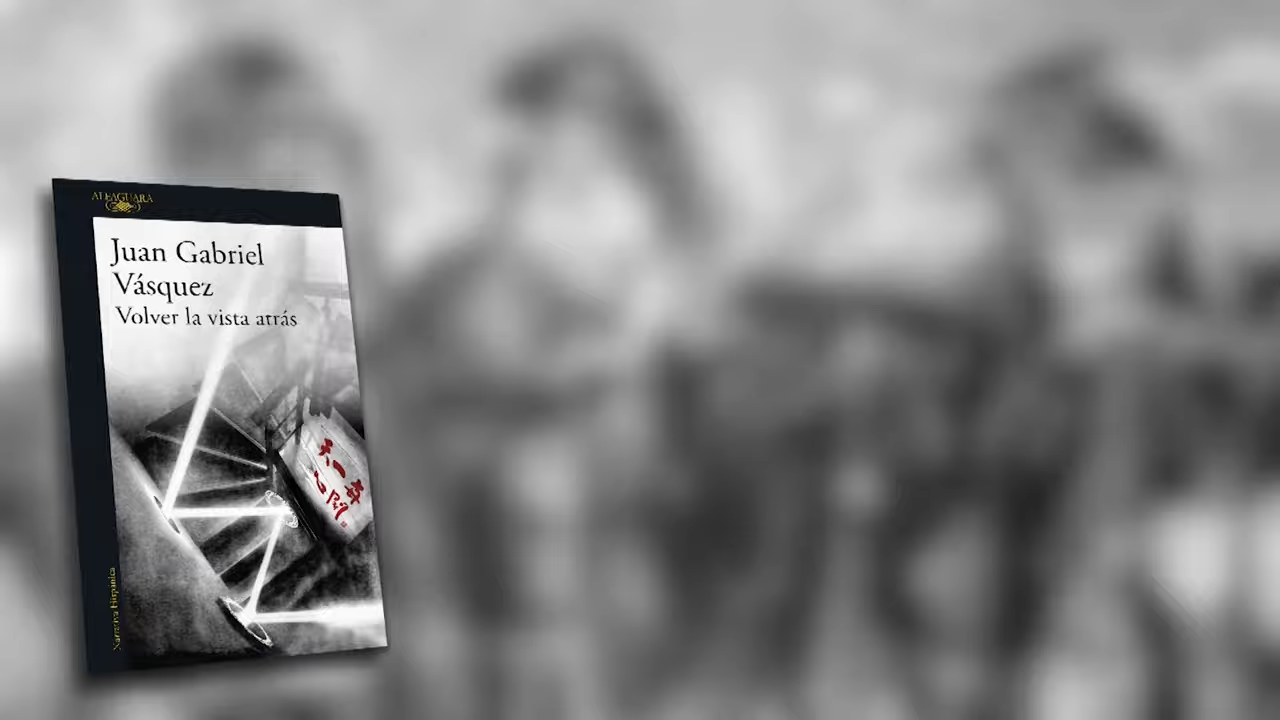 ALFAGUARA
Juan Gabriel
Vásquez
Volver la vista atrás
Narrativa Hispánica